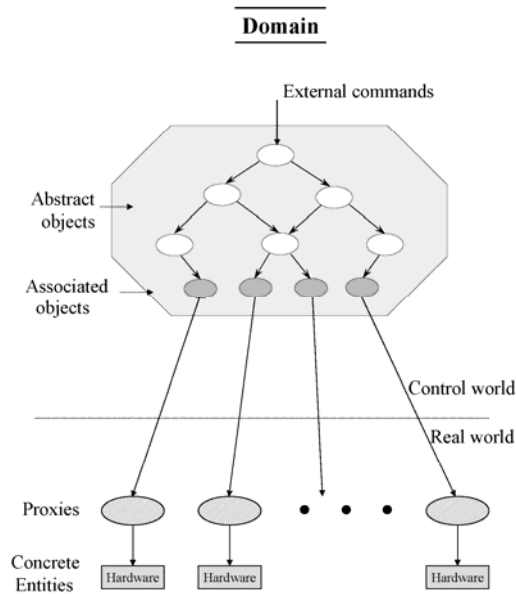 Domain
External commands
Abstract
objects
Associated
objects
Control world
Real world
Proxies
Concrete
Entities
Hardware
Hardware
Hardware